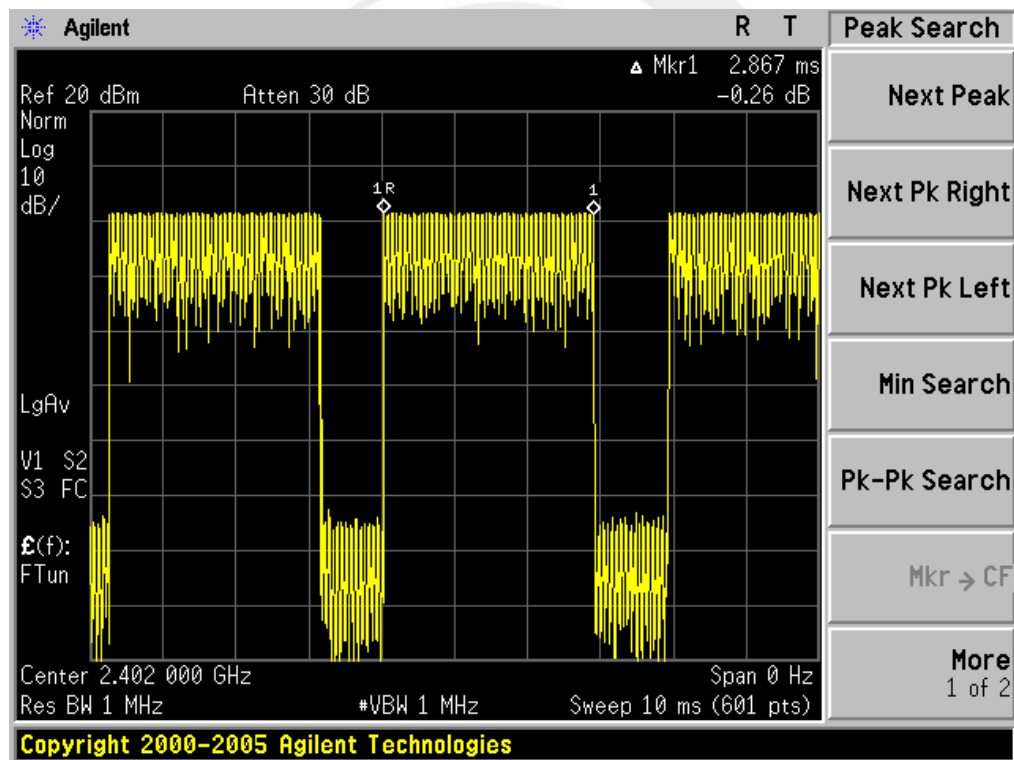 Agilent
R T
Peak Search
Δ Mkr1 2.867 ms
Ref 20 dBm Atten 30 dB -0.26 dB
Norm
Log
10
dB/
1R
1
LgAv
V1 S2
S3 FC
£(f):
FTun
Center 2.402 000 GHz Span 0 Hz
Res BW 1 MHz #VBW 1 MHz Sweep 10 ms (601 pts)
Copyright 2000-2005 Agilent Technologies
Next Peak
Next Pk Right
Next Pk Left
Min Search
Pk-Pk Search
Mkr → CF
More
1 of 2